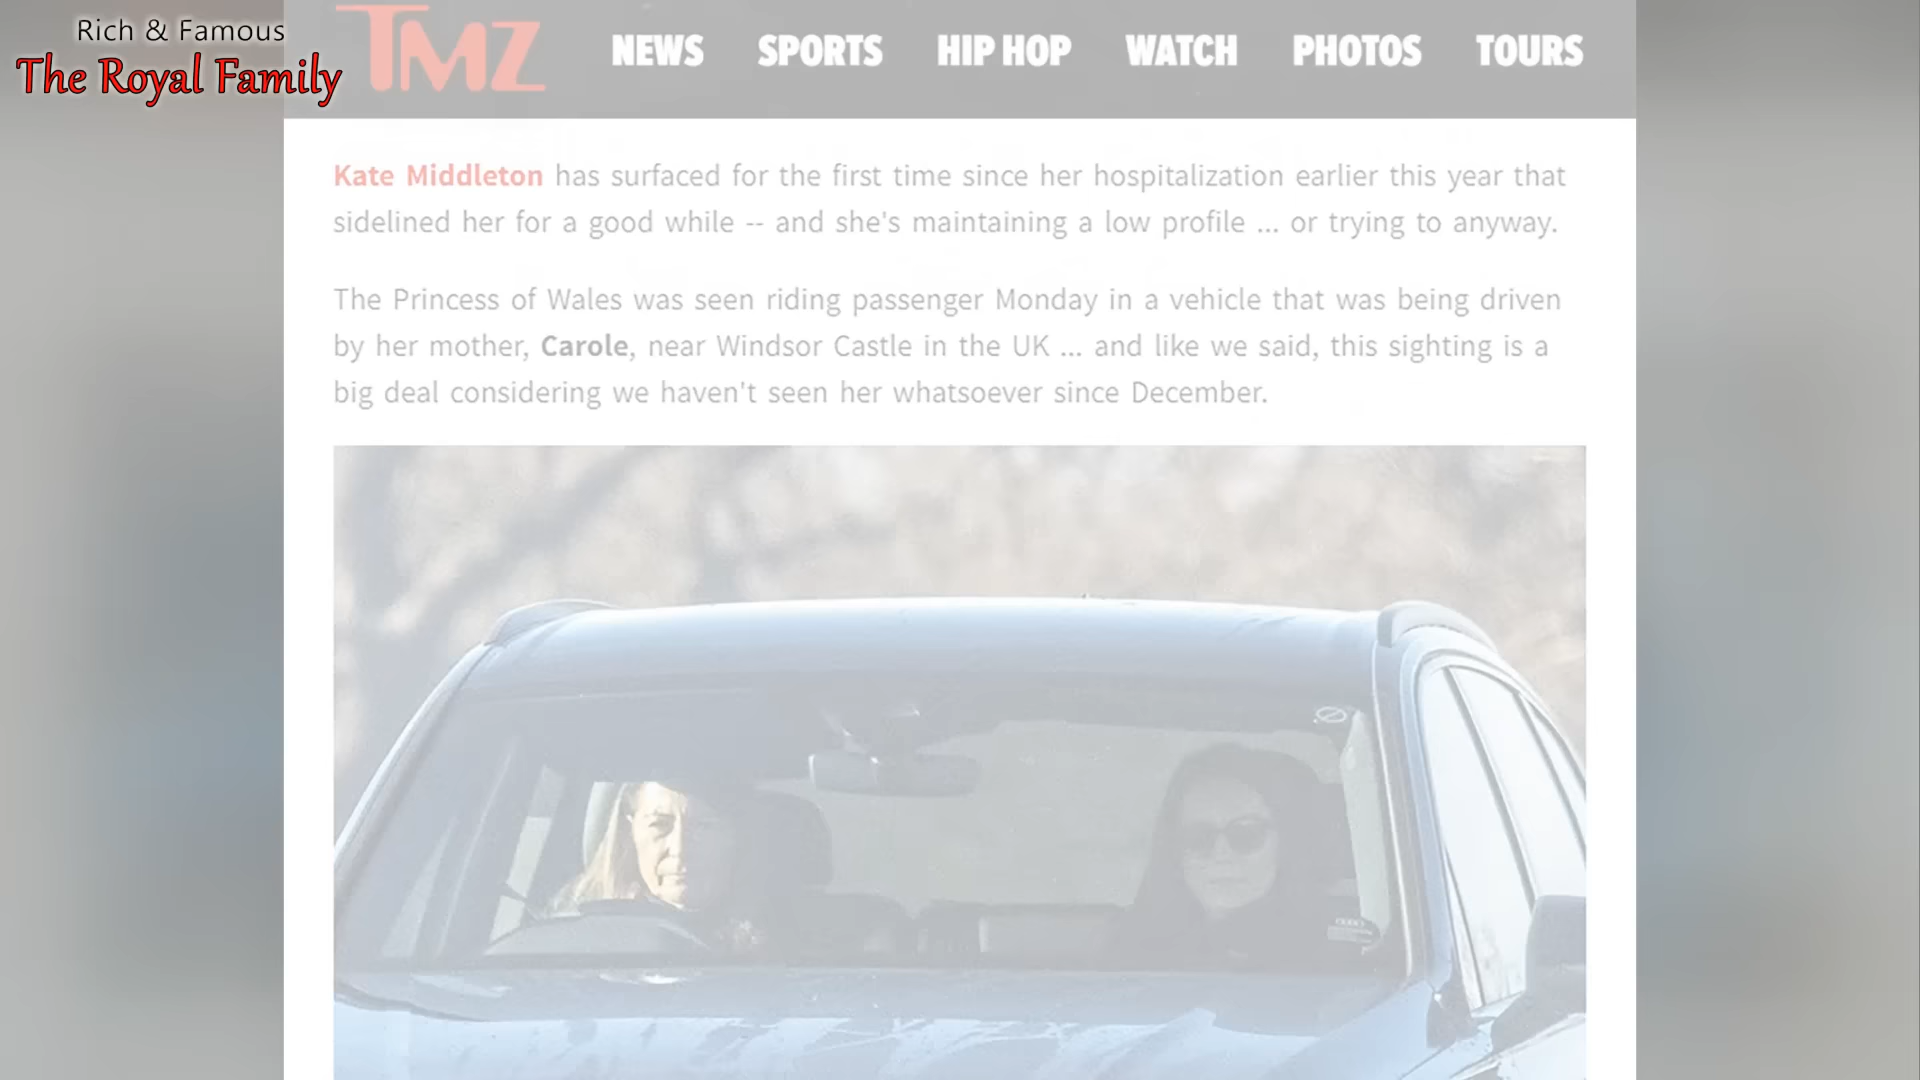 Rich & Famous
The Royal Family
TMZ
NEWS SPORTS HIP HOP WATCH PHOTOS TOURS
Kate Middleton has surfaced for the first time since her hospitalization earlier this year that
sidelined her for a good while -- and she's maintaining a low profile ... or trying to anyway.
The Princess of Wales was seen riding passenger Monday in a vehicle that was being driven
by her mother, Carole, near Windsor Castle in the UK ... and like we said, this sighting is a
big deal considering we haven't seen her whatsoever since December.